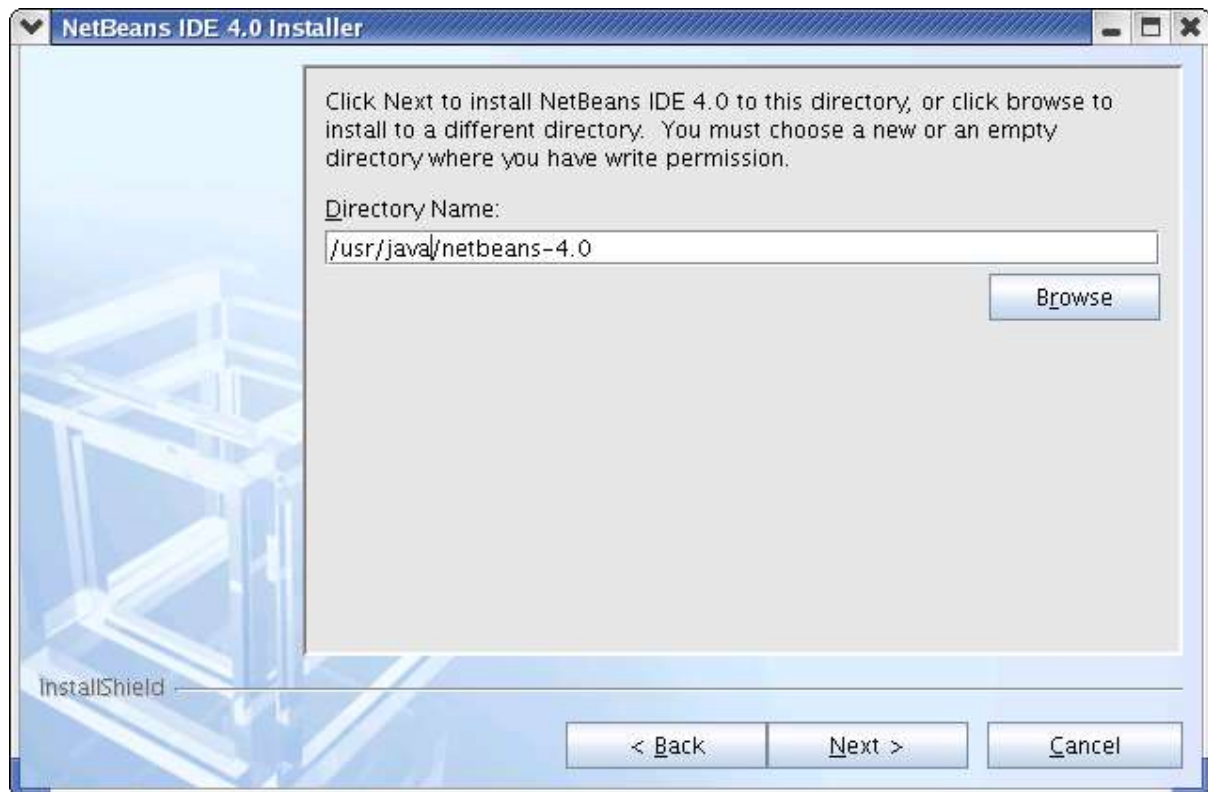 NetBeans IDE 4.0 Installer
Click Next to install NetBeans IDE 4.0 to this directory, or click browse to
install to a different directory. You must choose a new or an empty
directory where you have write permission.
Directory Name:
/usr/java/netbeans-4.0
Browse
InstallShield
< Back
Next >
Cancel